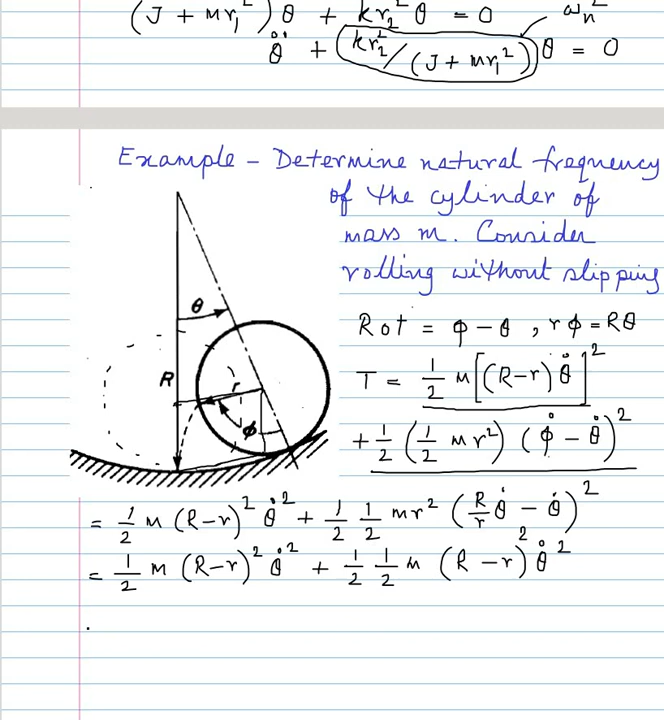 (J + mr₁²) θ̈ + kr₂² θ = 0 ωₙ²
θ̈ + (kr₂²/(J + mr₁²)) θ = 0
Example - Determine natural frequency
of the cylinder of
mass m. Consider
rolling without slipping
θ
R
r
ϕ
Rot = φ - θ , rφ = Rθ
T = 1/2 m[(R-r) θ̇]²
+ 1/2 (1/2 mr²) (φ̇ - θ̇)²
= 1/2 m (R-r)² θ̇² + 1/2 1/2 mr² (R/r θ̇ - θ̇)²
= 1/2 m (R-r)² θ̇² + 1/2 1/2 m (R-r)² θ̇²